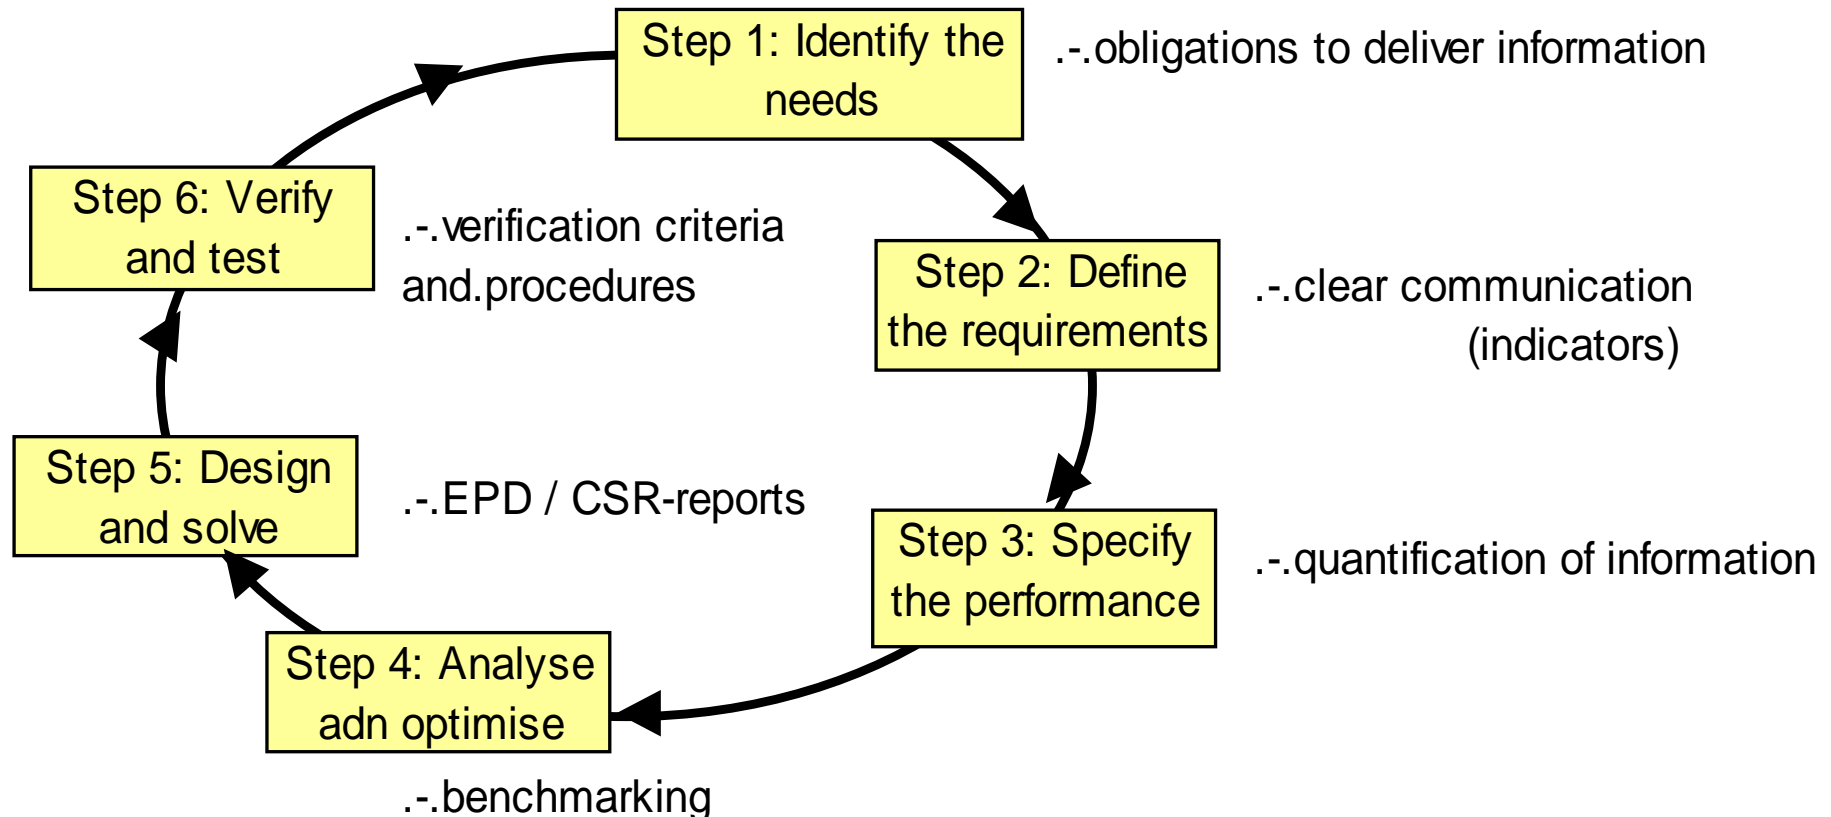 Step 1: Identify the
needs
.-.obligations to deliver information
Step 2: Define
the requirements
.-.clear communication
(indicators)
Step 3: Specify
the performance
.-.quantification of information
Step 4: Analyse
adn optimise
.-.benchmarking
Step 5: Design
and solve
.-.EPD / CSR-reports
Step 6: Verify
and test
.-.verification criteria
and.procedures